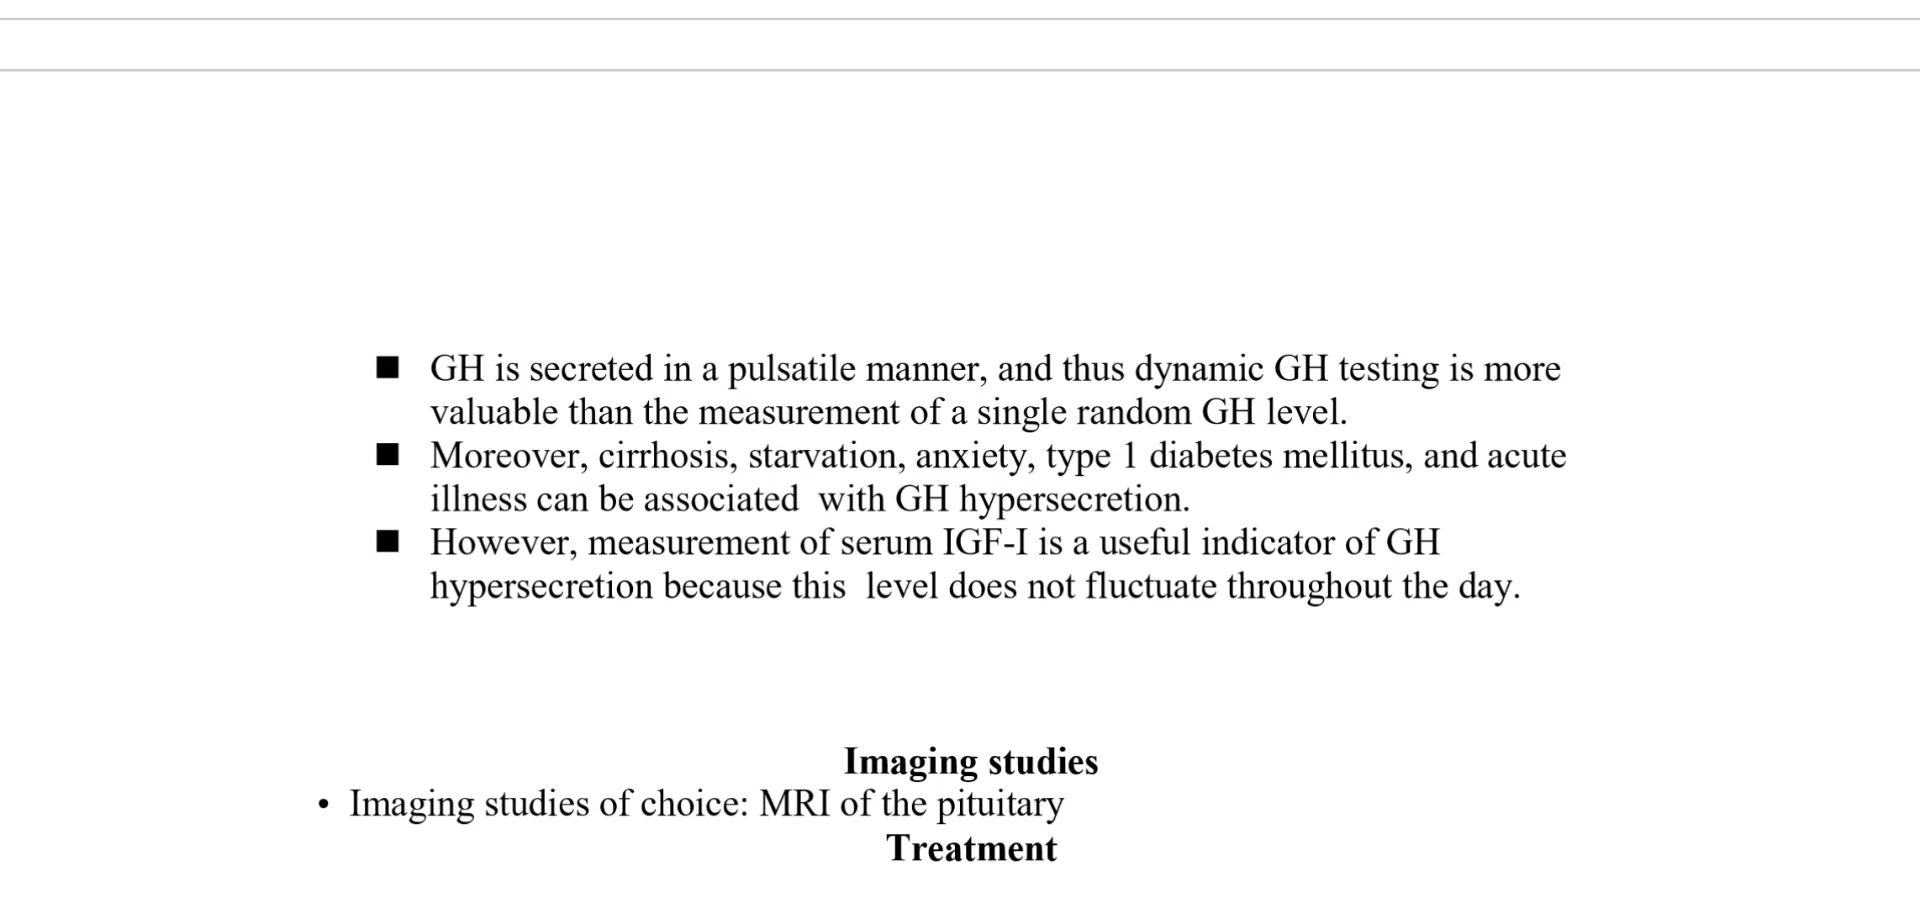 ■ GH is secreted in a pulsatile manner, and thus dynamic GH testing is more
valuable than the measurement of a single random GH level.
■ Moreover, cirrhosis, starvation, anxiety, type 1 diabetes mellitus, and acute
illness can be associated  with GH hypersecretion.
■ However, measurement of serum IGF-I is a useful indicator of GH
hypersecretion because this  level does not fluctuate throughout the day.
Imaging studies
• Imaging studies of choice: MRI of the pituitary
Treatment